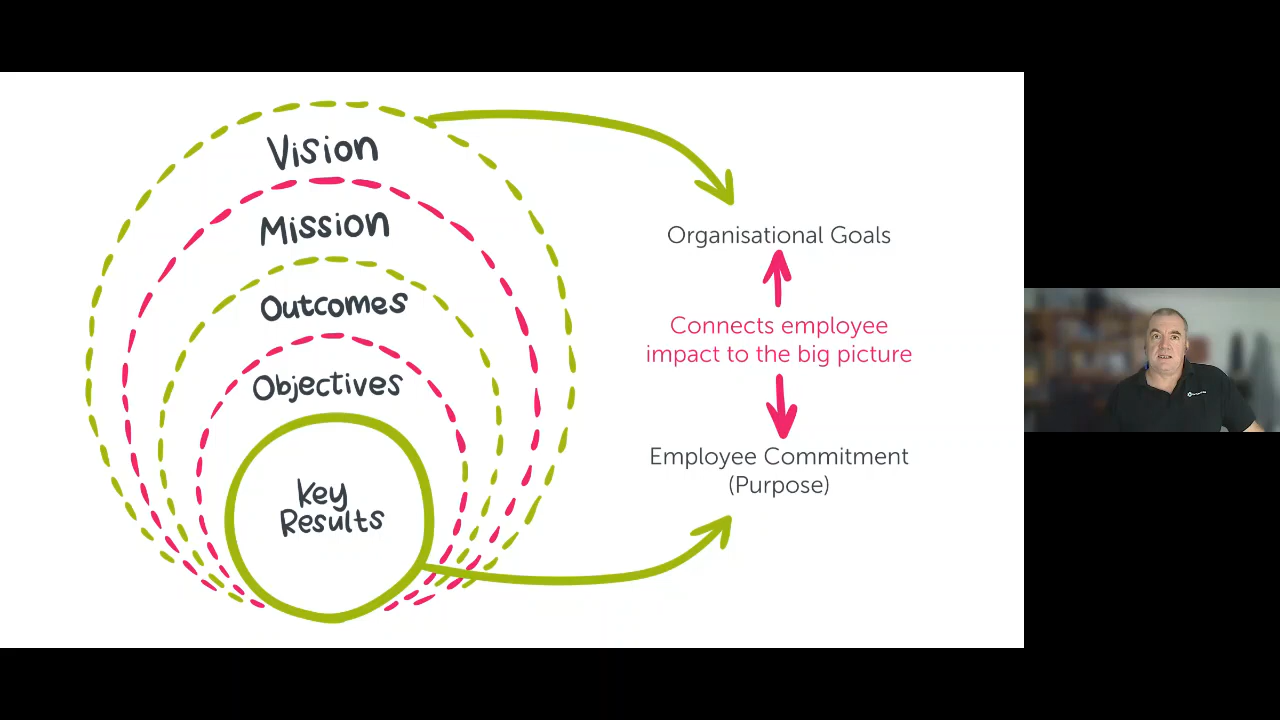 Vision
Mission
Outcomes
Objectives
Key
Results
Organisational Goals
Connects employee
impact to the big picture
Employee Commitment
(Purpose)